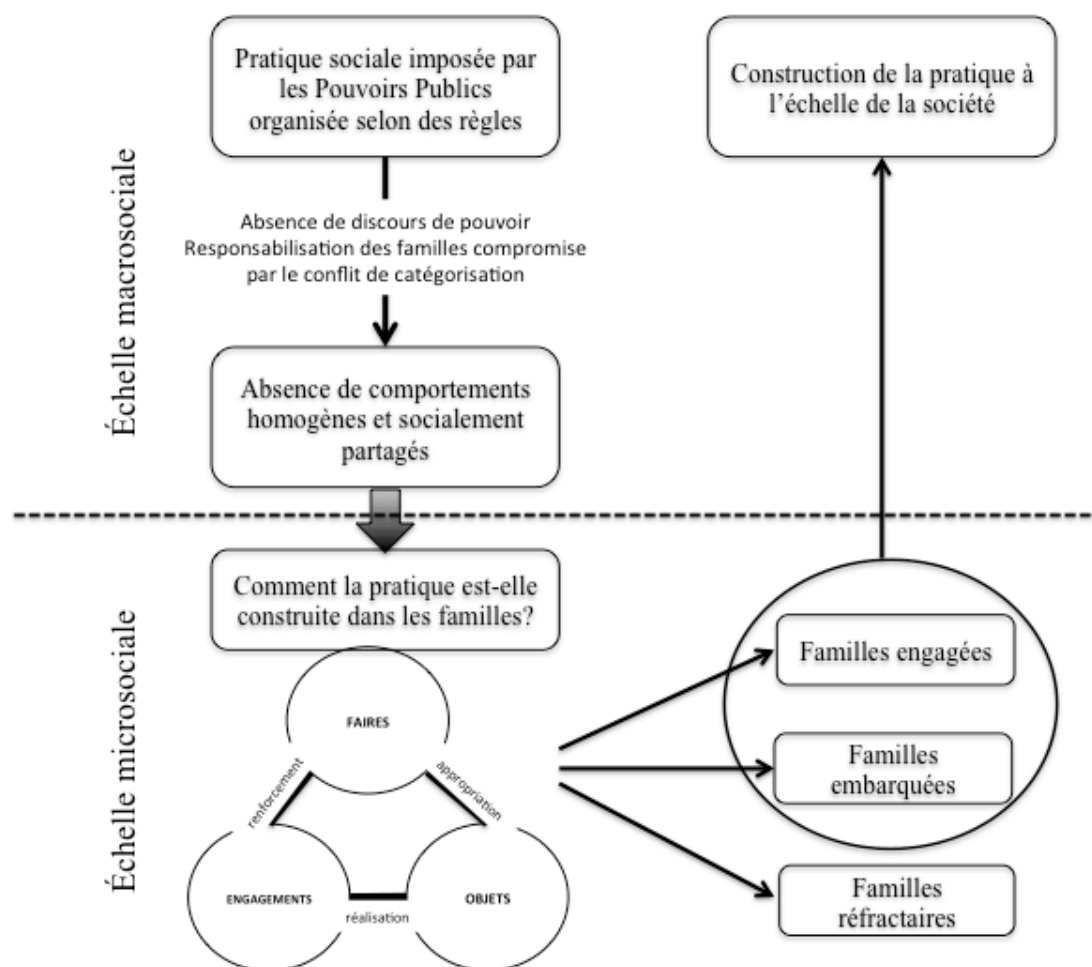 Échelle macrosociale
Pratique sociale imposée par
les Pouvoirs Publics
organisée selon des règles
Construction de la pratique à
l'échelle de la société
Absence de discours de pouvoir
Responsabilisation des familles compromise
par le conflit de catégorisation
Absence de comportements
homogènes et socialement
partagés
Échelle microsociale
Comment la pratique est-elle
construite dans les familles?
FAIRES
renforcement
appropriation
ENGAGEMENTS
réalisation
OBJETS
Familles engagées
Familles
embarquées
Familles
réfractaires